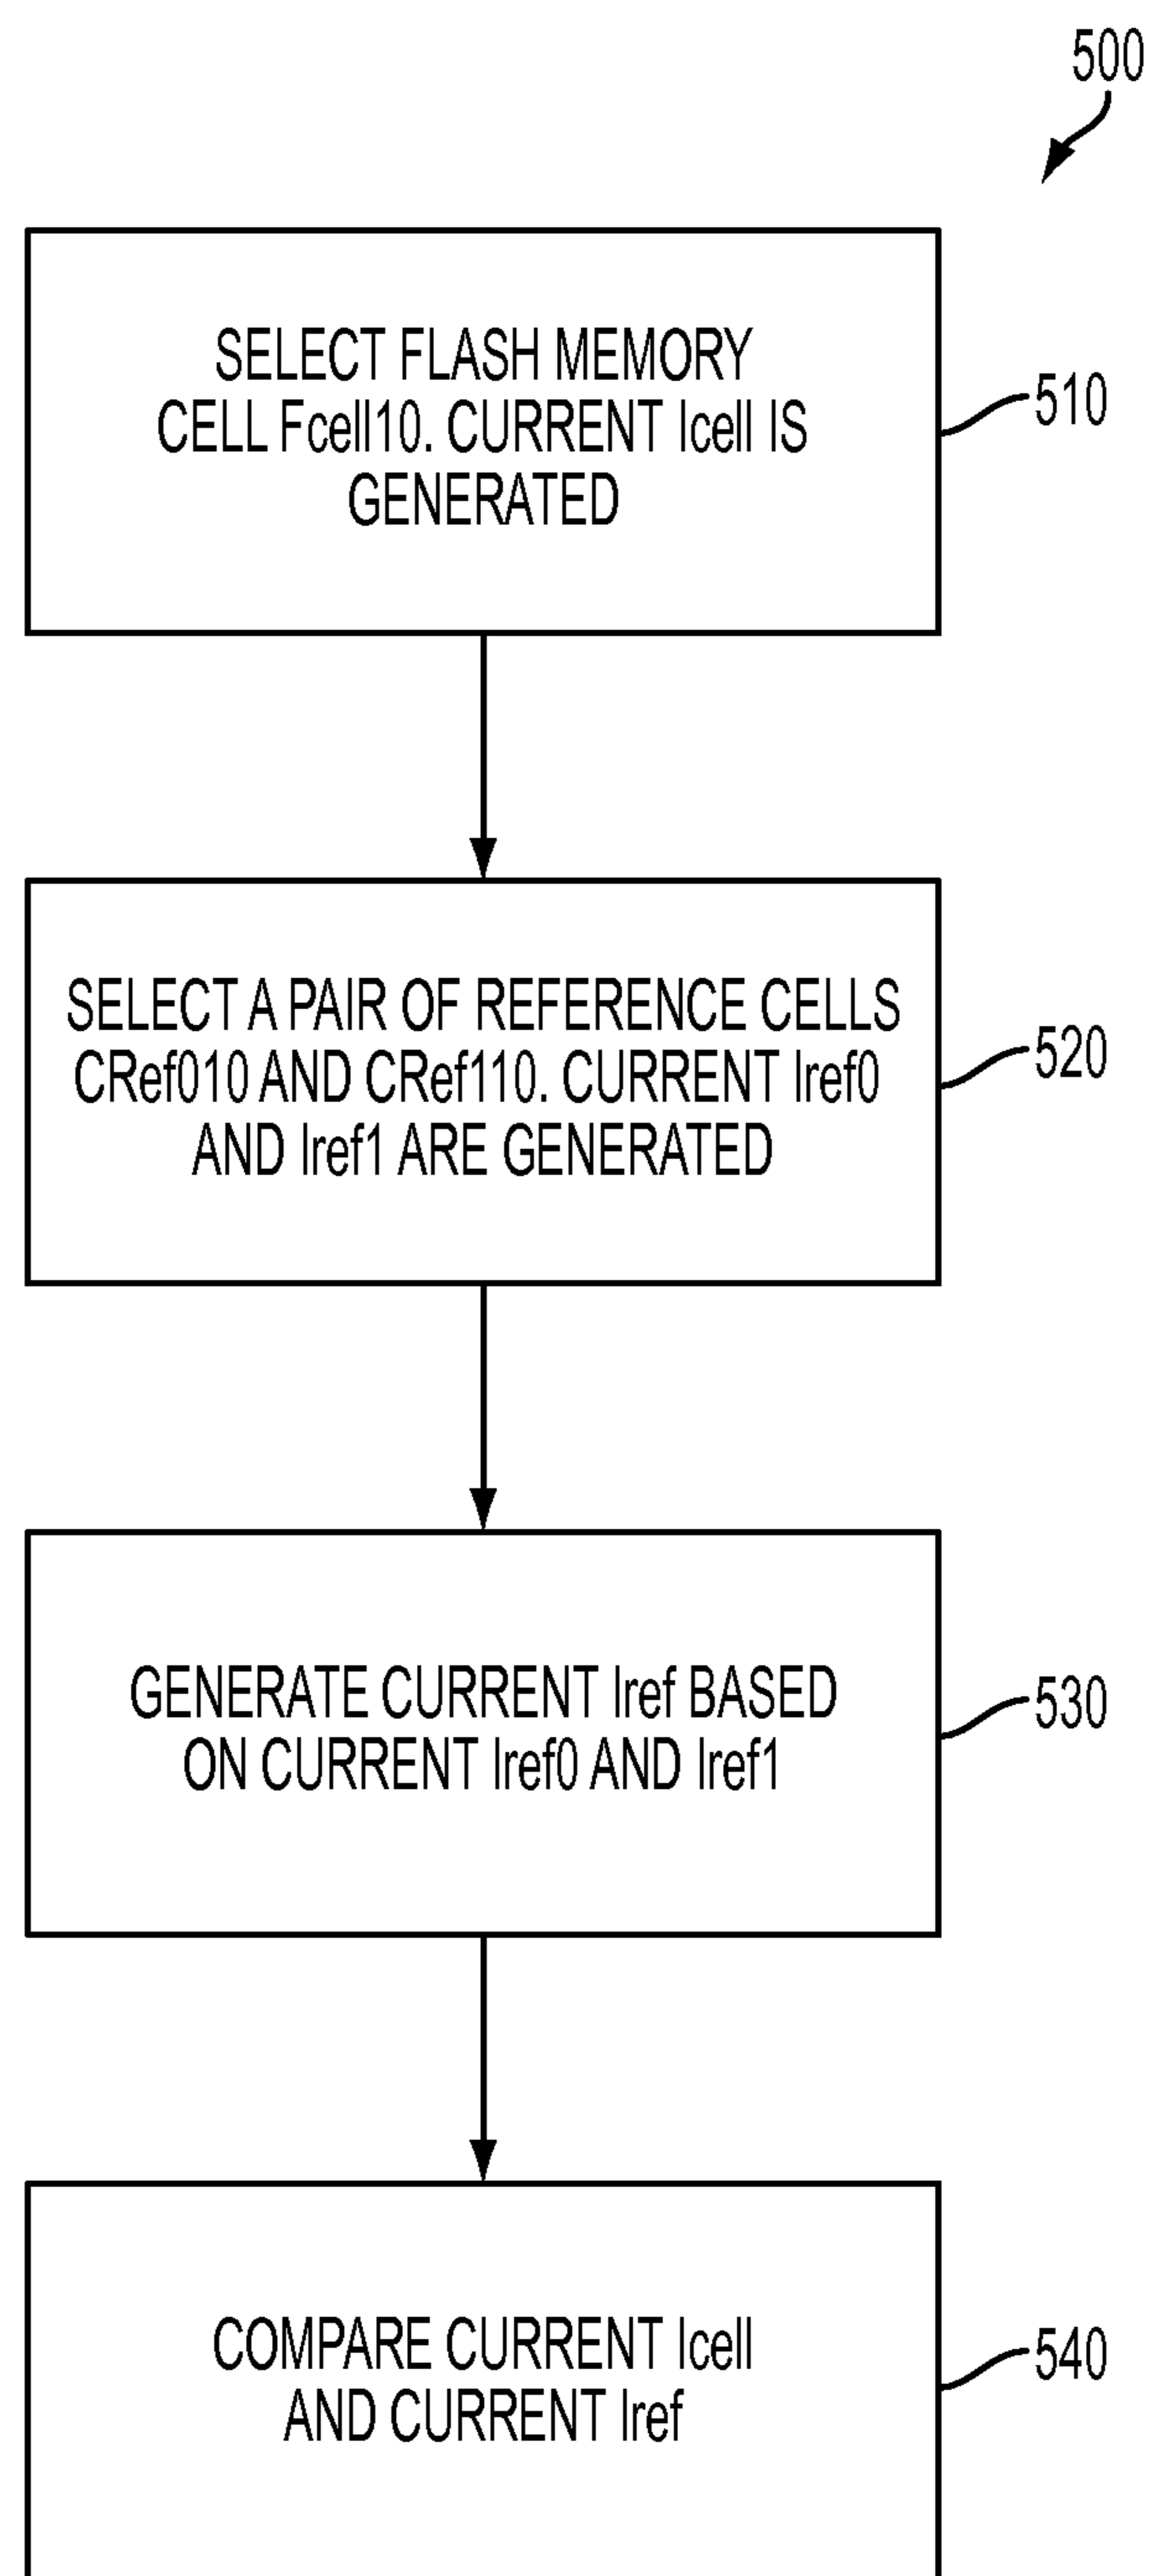 500
SELECT FLASH MEMORY
CELL Fcell10. CURRENT Icell IS
GENERATED
510
SELECT A PAIR OF REFERENCE CELLS
CRef010 AND CRef110. CURRENT Iref0
AND Iref1 ARE GENERATED
520
GENERATE CURRENT Iref BASED
ON CURRENT Iref0 AND Iref1
530
COMPARE CURRENT Icell
AND CURRENT Iref
540